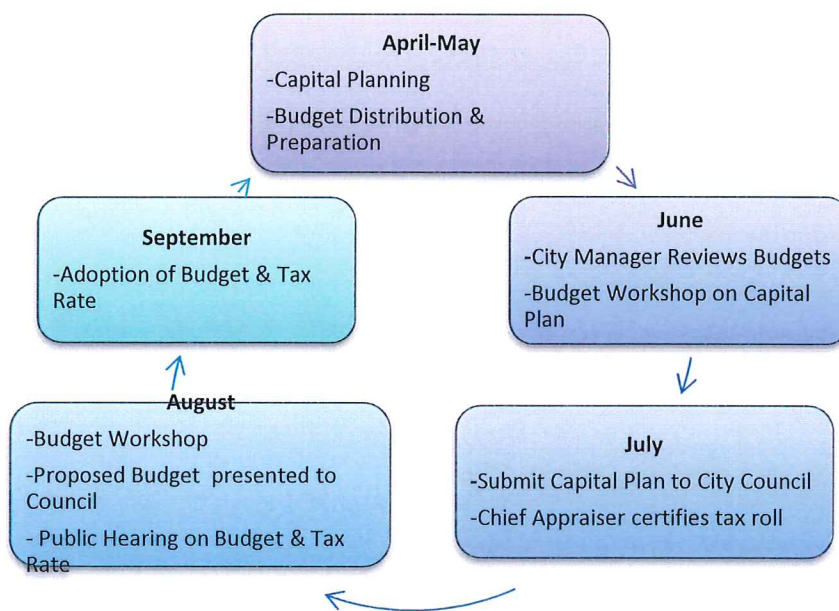 April-May
-Capital Planning
-Budget Distribution &
Preparation
June
-City Manager Reviews Budgets
-Budget Workshop on Capital
Plan
July
-Submit Capital Plan to City Council
-Chief Appraiser certifies tax roll
August
-Budget Workshop
-Proposed Budget presented to
Council
- Public Hearing on Budget & Tax
Rate
September
-Adoption of Budget & Tax
Rate